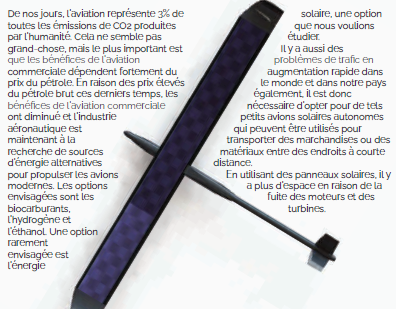 De nos jours, l'aviation représente 3% de
toutes les émissions de CO2 produites
par l'humanité. Cela ne semble pas
grand-chose, mais le plus important est
que les bénéfices de l'aviation
commerciale dépendent fortement du
prix du pétrole. En raison des prix élevés
du pétrole brut ces derniers temps, les
bénéfices de l'aviation commerciale
ont diminué et l'industrie
aéronautique est
maintenant à la
recherche de sources
d'énergie alternatives
pour propulser les avions
modernes. Les options
envisagées sont les
biocarburants,
l'hydrogène et
l'éthanol. Une option
rarement
envisagée est
l'énergie
solaire, une option
que nous voulions
étudier.
Il y a aussi des
problèmes de trafic en
augmentation rapide dans
le monde et dans notre pays
également, il est donc
nécessaire d'opter pour de tels
petits avions solaires autonomes
qui peuvent être utilisés pour
transporter des marchandises ou des
matériaux entre des endroits à courte
distance.
En utilisant des panneaux solaires, il y
a plus d'espace en raison de la
fuite des moteurs et des
turbines.